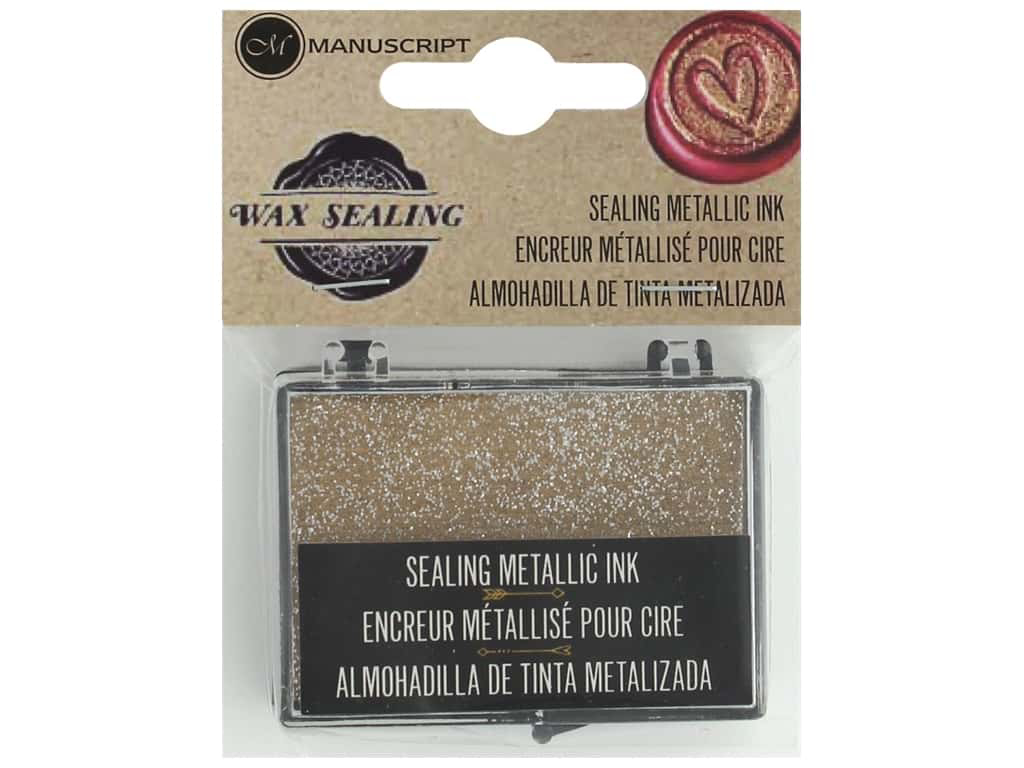 M MANUSCRIPT
WAX SEALING
SEALING METALLIC INK
ENCREUR MÉTALLISÉ POUR CIRE
ALMOHADILLA DE TINTA METALIZADA
SEALING METALLIC INK
ENCREUR MÉTALLISÉ POUR CIRE
ALMOHADILLA DE TINTA METALIZADA